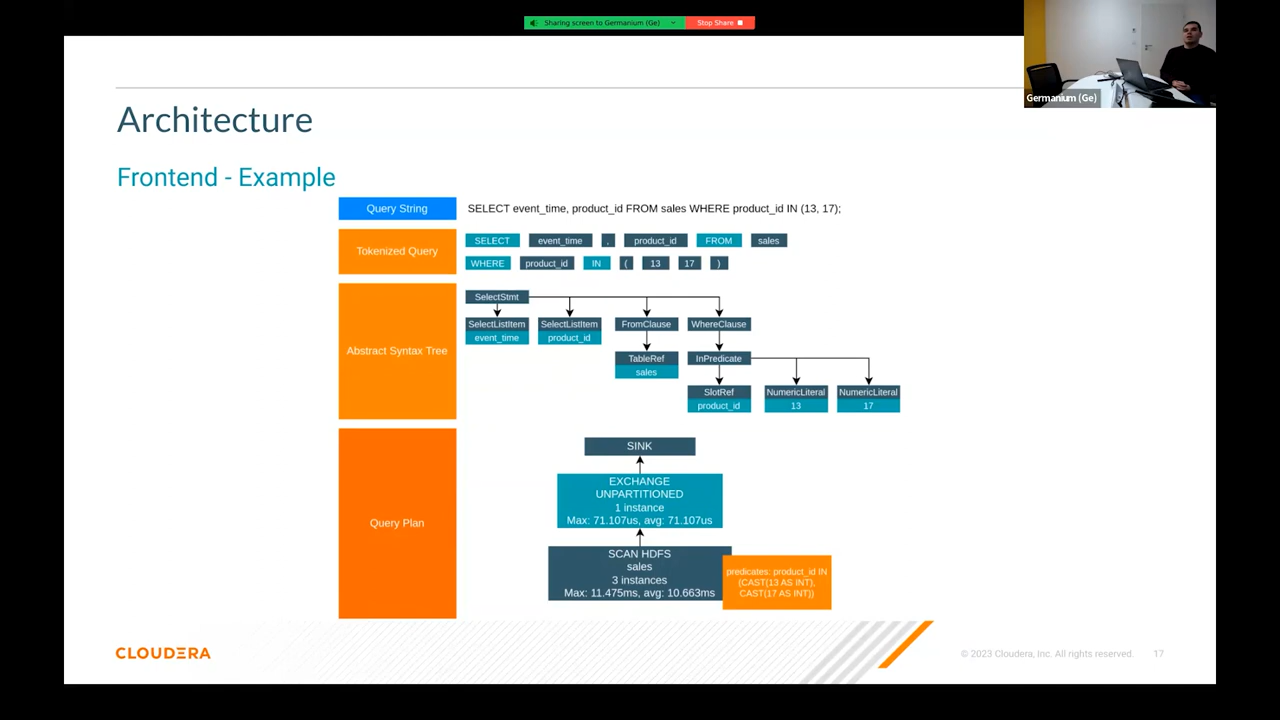 Sharing screen to Germanium (Ge)
Stop Share
Germanium (Ge)
Architecture
Frontend - Example
Query String
SELECT event_time, product_id FROM sales WHERE product_id IN (13, 17);
Tokenized Query
SELECT event_time , product_id FROM sales
WHERE product_id IN ( 13 17 )
Abstract Syntax Tree
SelectStmt
SelectListItem SelectListItem FromClause WhereClause
event_time product_id
TableRef InPredicate
sales
SlotRef NumericLiteral NumericLiteral
product_id 13 17
Query Plan
SINK
EXCHANGE
UNPARTITIONED
1 instance
Max: 71.107us, avg: 71.107us
SCAN HDFS
sales
3 instances
Max: 11.475ms, avg: 10.663ms
predicates: product_id IN
(CAST(13 AS INT),
CAST(17 AS INT))
CLOUDERA
© 2023 Cloudera, Inc. All rights reserved. 17